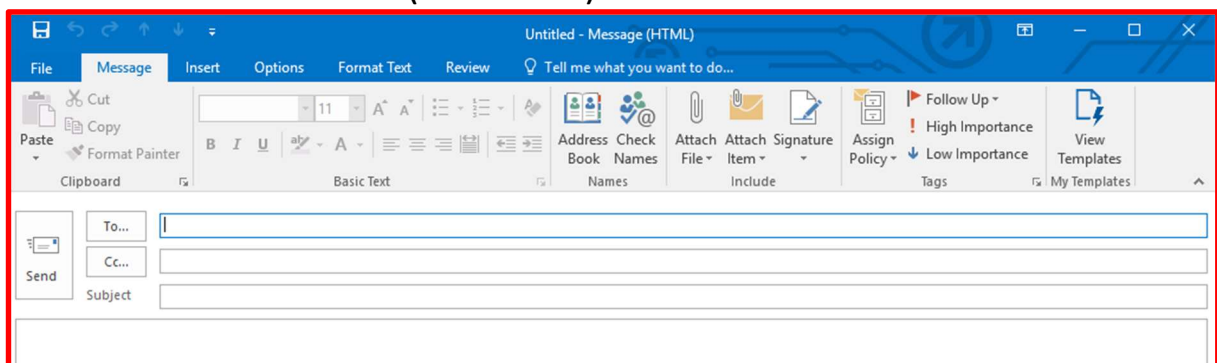 Untitled - Message (HTML)
File Message Insert Options Format Text Review Tell me what you want to do...
Paste
Cut
Copy
Format Painter
Clipboard
11
B I U
Basic Text
Address Book
Check Names
Names
Attach File
Attach Item
Signature
Include
Assign Policy
Follow Up
High Importance
Low Importance
Tags
View Templates
My Templates
Send
To...
Cc...
Subject